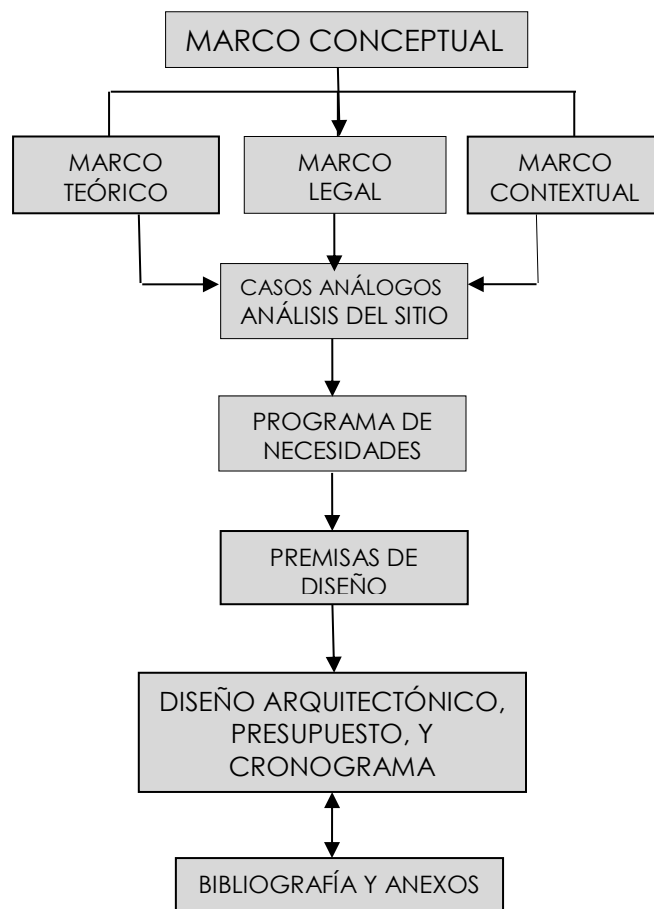 MARCO CONCEPTUAL
MARCO
TEÓRICO
MARCO
LEGAL
MARCO
CONTEXTUAL
CASOS ANÁLOGOS
ANÁLISIS DEL SITIO
PROGRAMA DE
NECESIDADES
PREMISAS DE
DISEÑO
DISEÑO ARQUITECTÓNICO,
PRESUPUESTO, Y
CRONOGRAMA
BIBLIOGRAFÍA Y ANEXOS